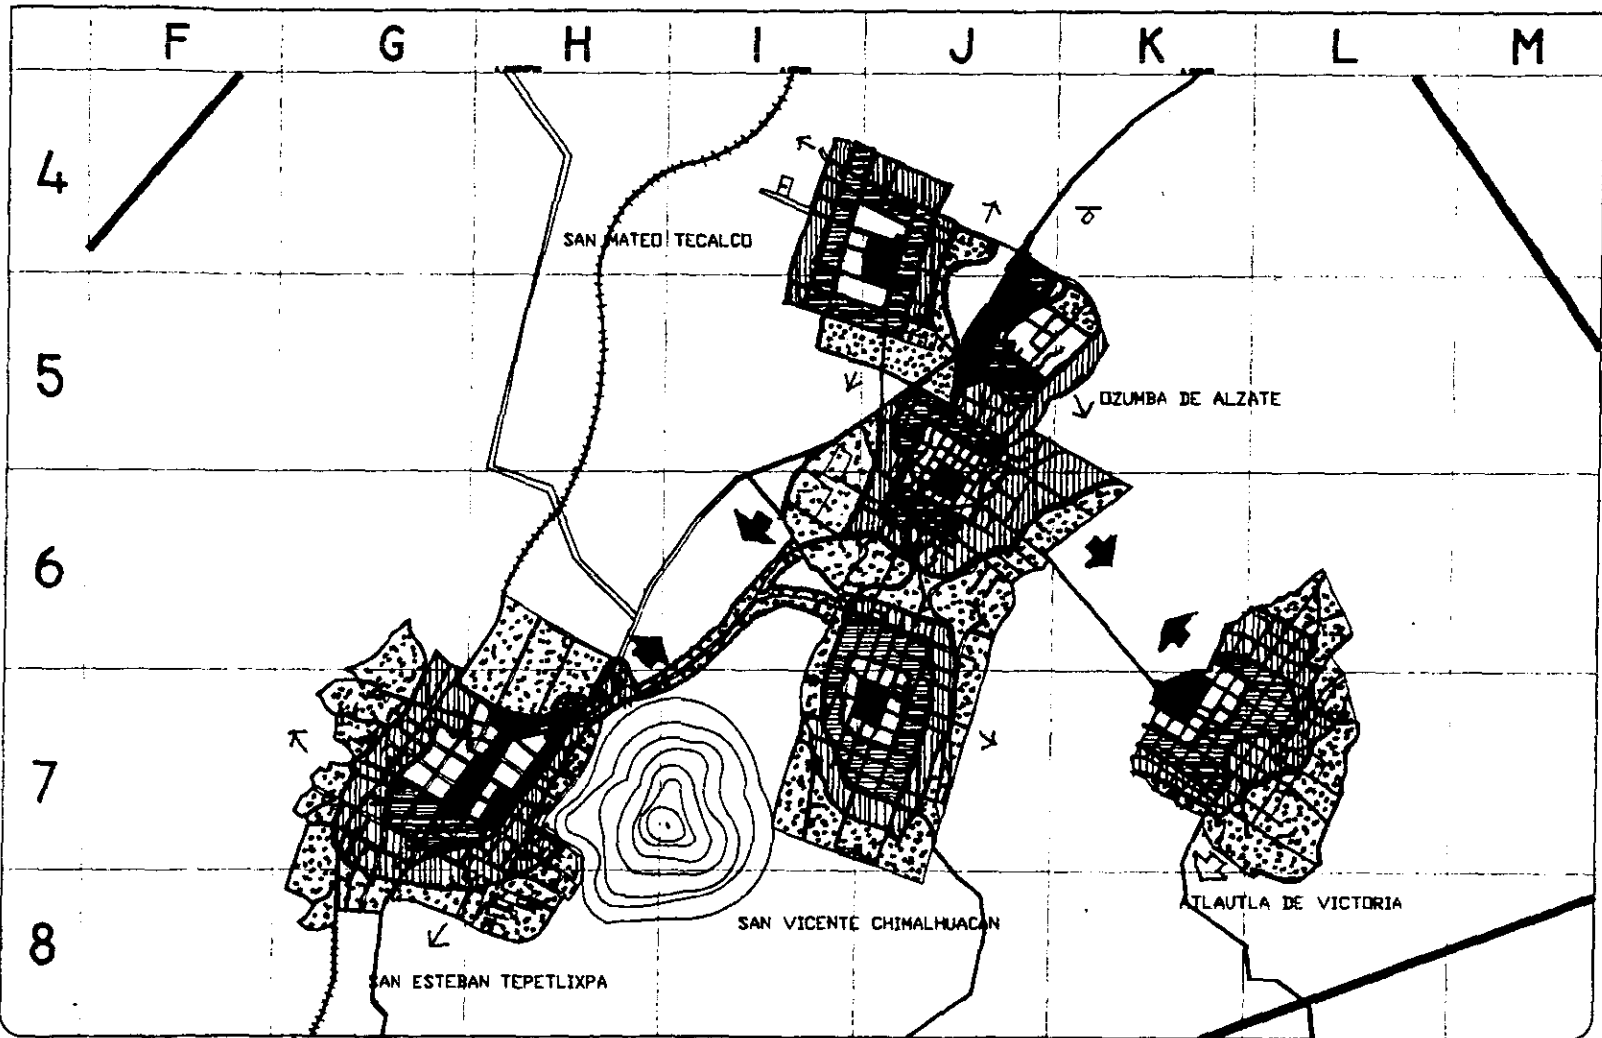 F G H I J K L M
4
SAN MATEO TECALCO
5
OZUMBA DE ALZATE
6
7
ATLAUTLA DE VICTORIA
SAN VICENTE CHIMALHUACAN
8
SAN ESTEBAN TEPETLIXPA